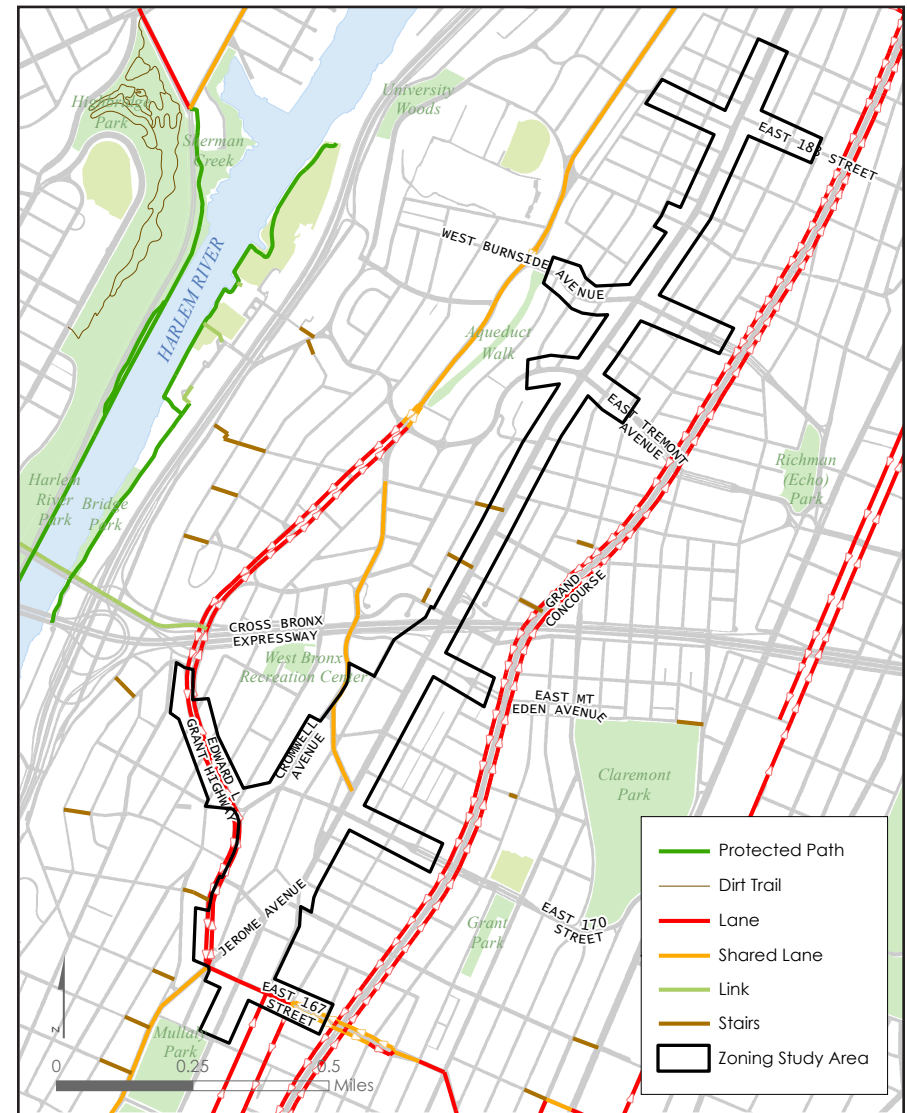 University
Woods
Highbridge
Park
Sherman
Creek
EAST 183 STREET
WEST BURNSIDE AVENUE
HARLEM RIVER
Aqueduct
Walk
EAST TREMONT
AVENUE
Richman
(Echo)
Park
Harlem
River
Park
Bridge
Park
GRAND
CONCOURSE
CROSS BRONX
EXPRESSWAY
West Bronx
Recreation Center
EAST MT
EDEN AVENUE
EDWARD L
GRANT HIGHWAY
CROMWELL
AVENUE
Claremont
Park
JEROME AVENUE
Grant
Park
EAST 170
STREET
EAST 167
STREET
Mullaly
Park
N
0 0.25 0.5
Miles
Protected Path
Dirt Trail
Lane
Shared Lane
Link
Stairs
Zoning Study Area